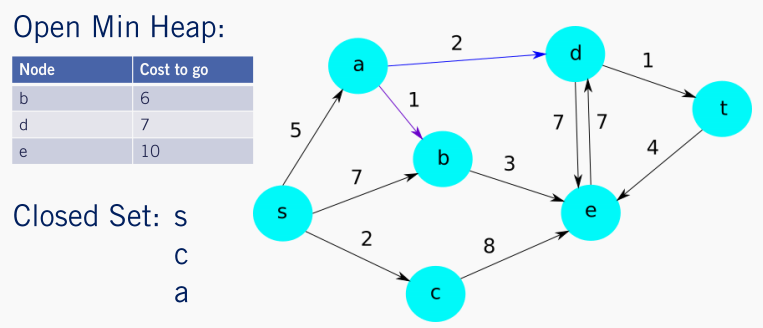 Open Min Heap:
Node Cost to go
b 6
d 7
e 10
Closed Set: s
c
a
a
2
d
1
t
1
5
7
7
4
b
3
7
s
e
2
8
c